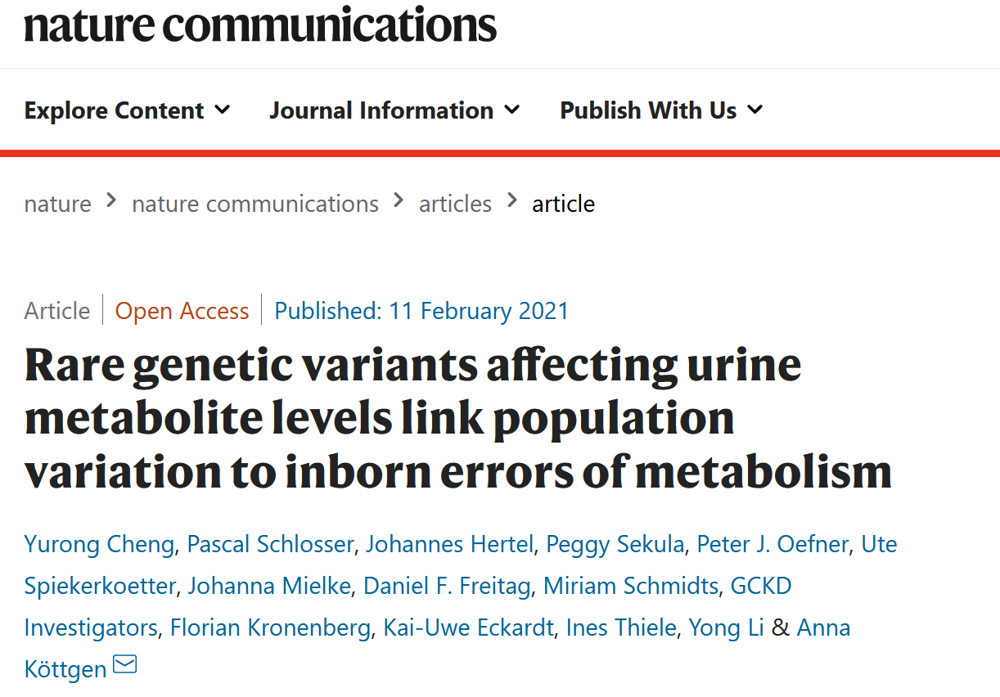 nature communications
Explore Content Journal Information Publish With Us
nature > nature communications > articles > article
Article | Open Access | Published: 11 February 2021
Rare genetic variants affecting urine
metabolite levels link population
variation to inborn errors of metabolism
Yurong Cheng, Pascal Schlosser, Johannes Hertel, Peggy Sekula, Peter J. Oefner, Ute
Spiekerkoetter, Johanna Mielke, Daniel F. Freitag, Miriam Schmidts, GCKD
Investigators, Florian Kronenberg, Kai-Uwe Eckardt, Ines Thiele, Yong Li & Anna
Köttgen